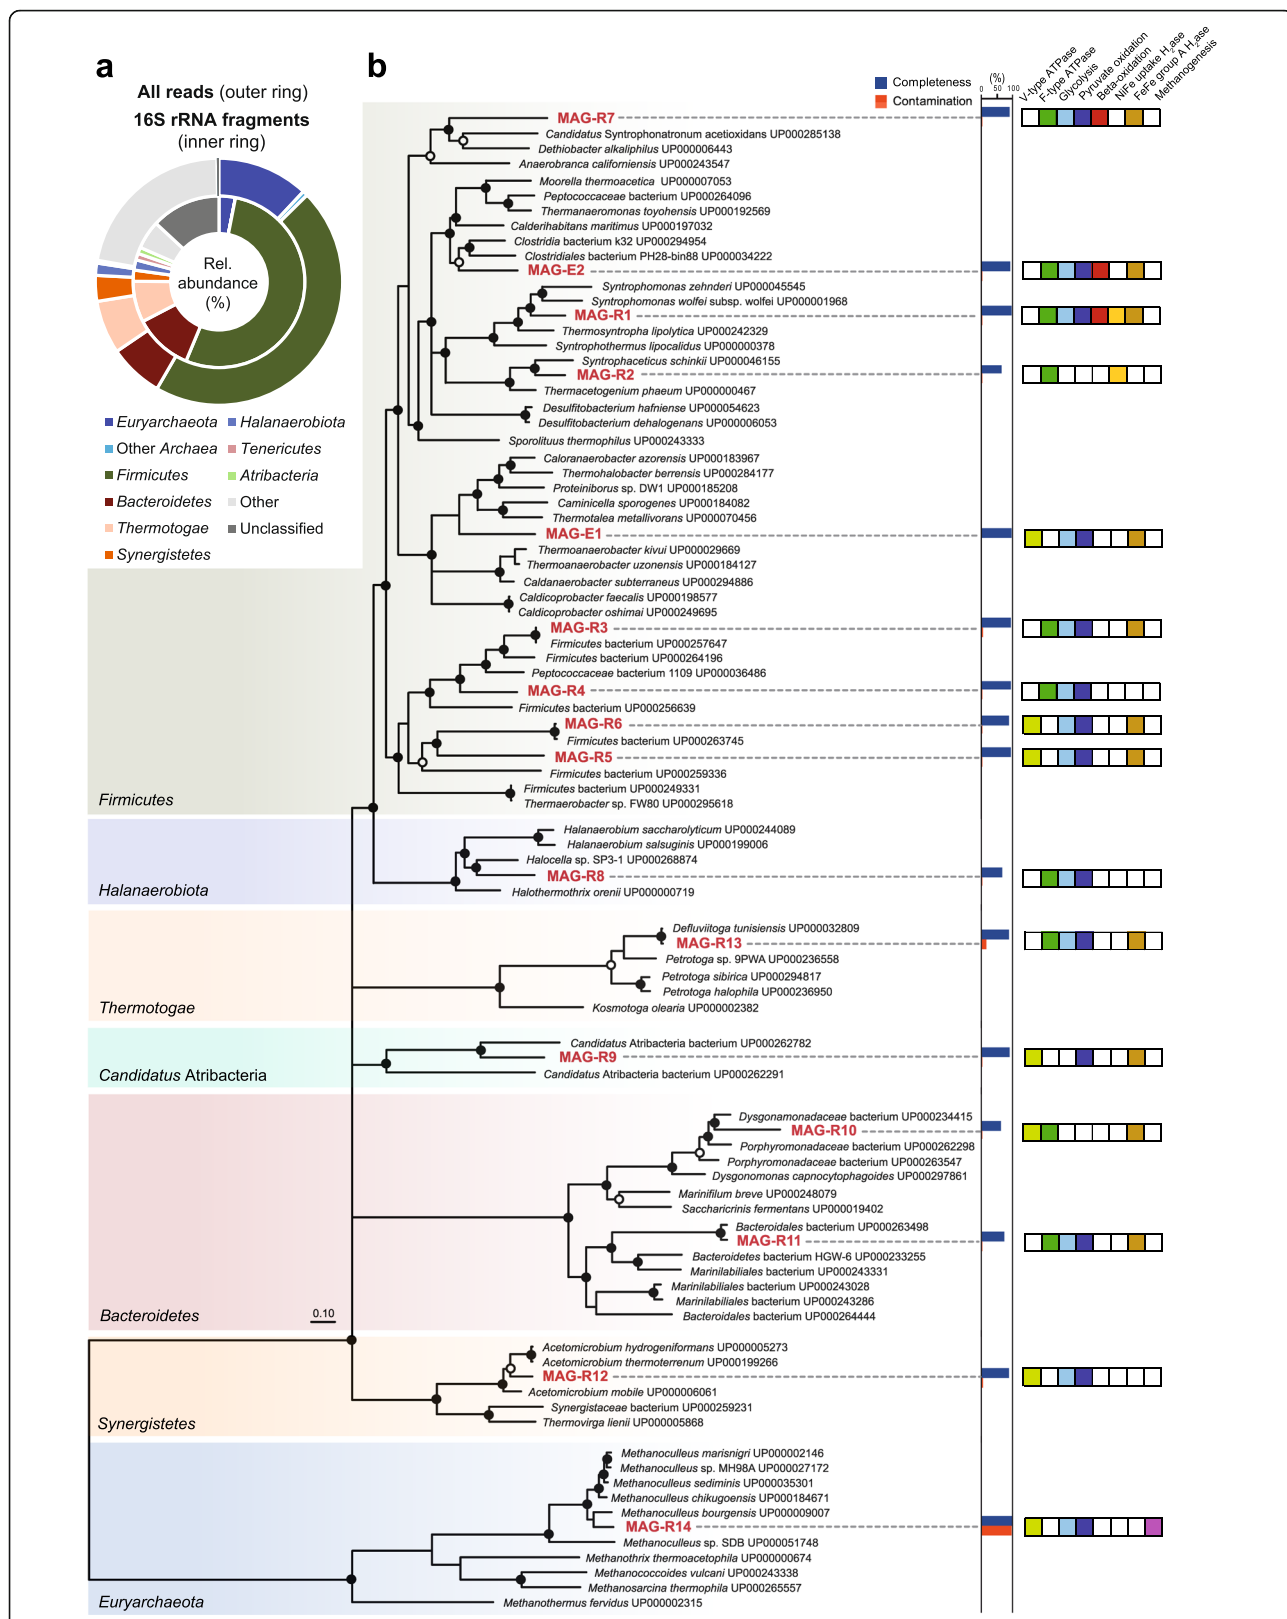 a
All reads (outer ring)
16S rRNA fragments
(inner ring)
Rel.
abundance
(%)
Euryarchaeota
Halanaerobiota
Other Archaea
Tenericutes
Firmicutes
Atribacteria
Bacteroidetes
Other
Thermotogae
Unclassified
Synergistetes
b
Completeness
Contamination
(%)
0 50 100
V-type ATPase
F-type ATPase
Glycolysis
Pyruvate oxidation
Beta-oxidation
NiFe uptake H2ase
FeFe group A H2ase
Methanogenesis
MAG-R7
Candidatus Syntrophonatronum acetioxidans UP000285138
Dethiobacter alkaliphilus UP000006443
Anaerobranca californiensis UP000243547
Moorella thermoacetica UP000007053
Peptococcaceae bacterium UP000264096
Thermanaeromonas toyohensis UP000192569
Calderihabitans maritimus UP000197032
Clostridia bacterium k32 UP000294954
Clostridiales bacterium PH28-bin88 UP000034222
MAG-E2
Syntrophomonas zehnderi UP000045545
Syntrophomonas wolfei subsp. wolfei UP000001968
MAG-R1
Thermosyntropha lipolytica UP000242329
Syntrophothermus lipocalidus UP000000378
Syntrophaceticus schinkii UP000046155
MAG-R2
Thermacetogenium phaeum UP000000467
Desulfitobacterium hafniense UP000054623
Desulfitobacterium dehalogenans UP000006053
Sporolituus thermophilus UP000243333
Caloranaerobacter azorensis UP000183967
Thermohalobacter berrensis UP000284177
Proteiniborus sp. DW1 UP000185208
Caminicella sporogenes UP000184082
Thermotalea metallivorans UP000070456
MAG-E1
Thermoanaerobacter kivui UP000029669
Thermoanaerobacter uzonensis UP000184127
Caldanaerobacter subterraneus UP000294886
Caldicoprobacter faecalis UP000198577
Caldicoprobacter oshimai UP000249695
MAG-R3
Firmicutes bacterium UP000257647
Firmicutes bacterium UP000264196
Peptococcaceae bacterium 1109 UP000036486
MAG-R4
Firmicutes bacterium UP000256639
MAG-R6
Firmicutes bacterium UP000263745
MAG-R5
Firmicutes bacterium UP000259336
Firmicutes bacterium UP000249331
Thermaerobacter sp. FW80 UP000295618
Firmicutes
Halanaerobium saccharolyticum UP000244089
Halanaerobium salsuginis UP000199006
Halocella sp. SP3-1 UP000268874
MAG-R8
Halothermothrix orenii UP000000719
Halanaerobiota
Defluviitoga tunisiensis UP000032809
MAG-R13
Petrotoga sp. 9PWA UP000236558
Petrotoga sibirica UP000294817
Petrotoga halophila UP000236950
Kosmotoga olearia UP000002382
Thermotogae
Candidatus Atribacteria bacterium UP000262782
MAG-R9
Candidatus Atribacteria bacterium UP000262291
Candidatus Atribacteria
Dysgonamonadaceae bacterium UP000234415
MAG-R10
Porphyromonadaceae bacterium UP000262298
Porphyromonadaceae bacterium UP000263547
Dysgonomonas capnocytophagoides UP000297861
Marinifilum breve UP000248079
Saccharicrinis fermentans UP000019402
Bacteroidales bacterium UP000263498
MAG-R11
Bacteroidetes bacterium HGW-6 UP000233255
Marinilabiliales bacterium UP000243331
Marinilabiliales bacterium UP000243028
Marinilabiliales bacterium UP000243286
Bacteroidales bacterium UP000264444
0.10
Bacteroidetes
Acetomicrobium hydrogeniformans UP000005273
Acetomicrobium thermoterrenum UP000199266
MAG-R12
Acetomicrobium mobile UP000006061
Synergistaceae bacterium UP000259231
Thermovirga lienii UP000005868
Synergistetes
Methanoculleus marisnigri UP000002146
Methanoculleus sp. MH98A UP000027172
Methanoculleus sediminis UP000035301
Methanoculleus chikugoensis UP000184671
Methanoculleus bourgensis UP000009007
MAG-R14
Methanoculleus sp. SDB UP000051748
Methanothrix thermoacetophila UP000000674
Methanococcoides vulcani UP000243338
Methanosarcina thermophila UP000265557
Methanothermus fervidus UP000002315
Euryarchaeota